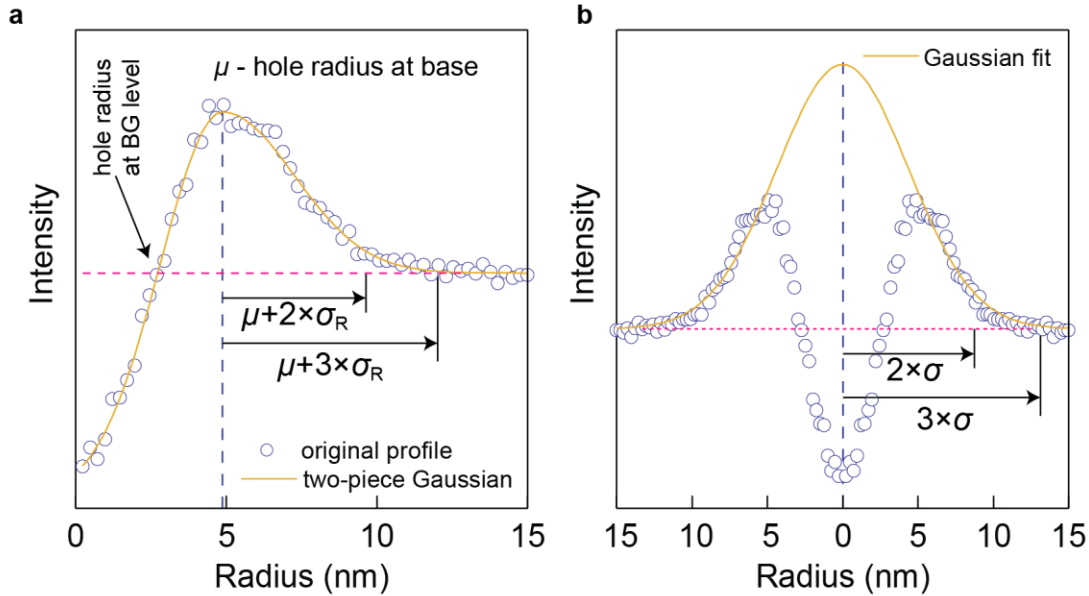 a
μ - hole radius at base
hole radius
at BG level
Intensity
μ+2×σR
μ+3×σR
original profile
two-piece Gaussian
0 5 10 15
Radius (nm)
b
Gaussian fit
Intensity
2×σ
3×σ
15 10 5 0 5 10 15
Radius (nm)